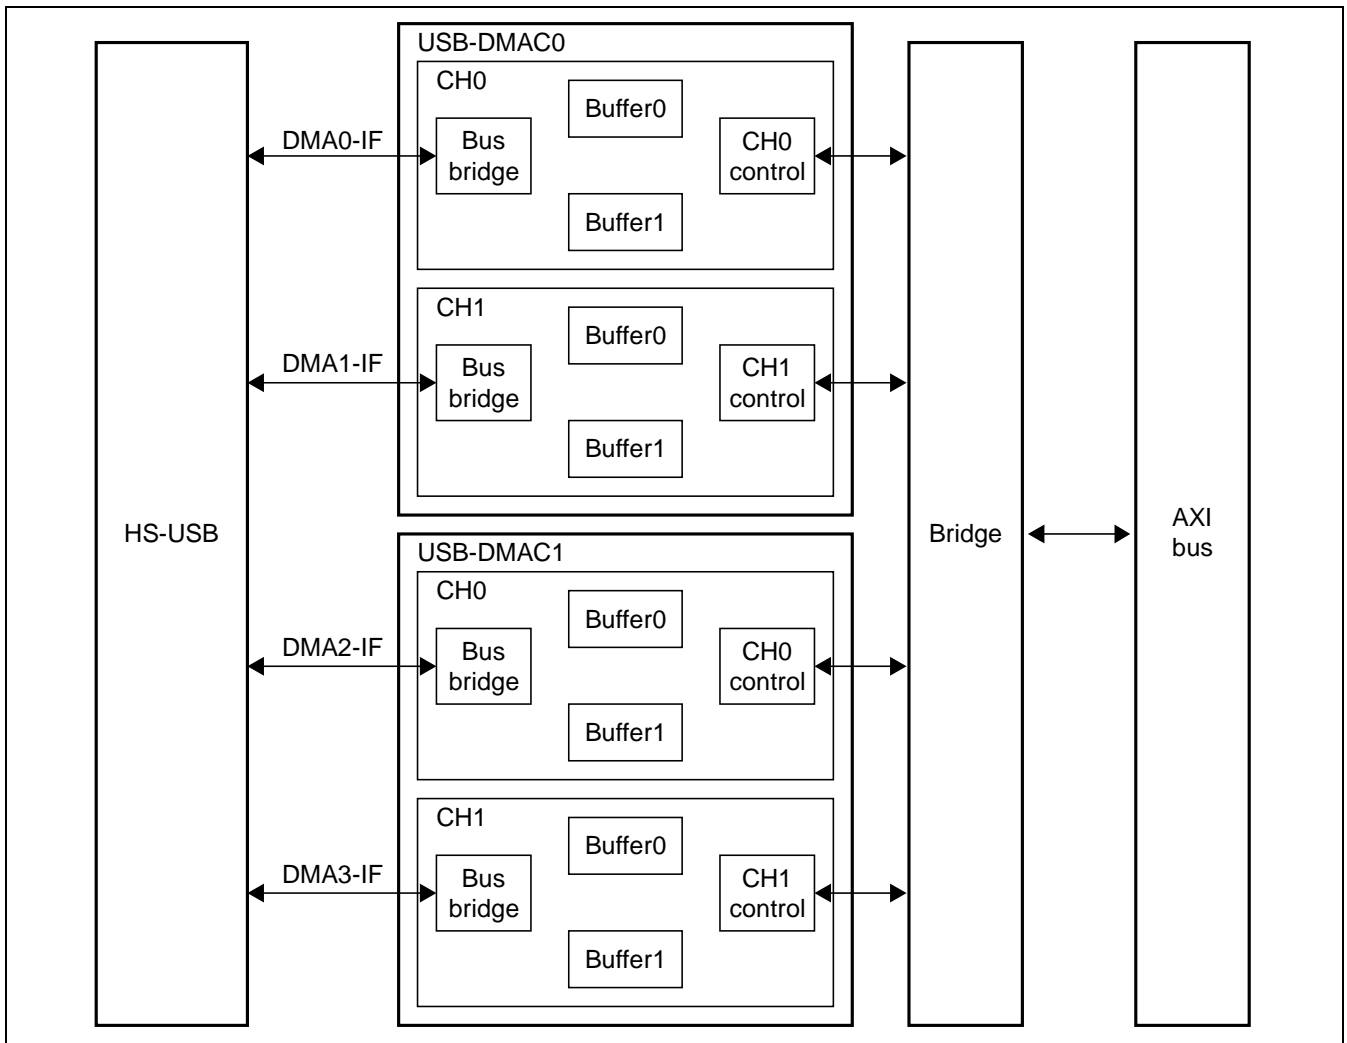 USB-DMAC0
CH0
Buffer0
DMA0-IF
Bus
bridge
CH0
control
Buffer1
CH1
Buffer0
DMA1-IF
Bus
bridge
CH1
control
Buffer1
HS-USB
Bridge
AXI
bus
USB-DMAC1
CH0
Buffer0
DMA2-IF
Bus
bridge
CH0
control
Buffer1
CH1
Buffer0
DMA3-IF
Bus
bridge
CH1
control
Buffer1